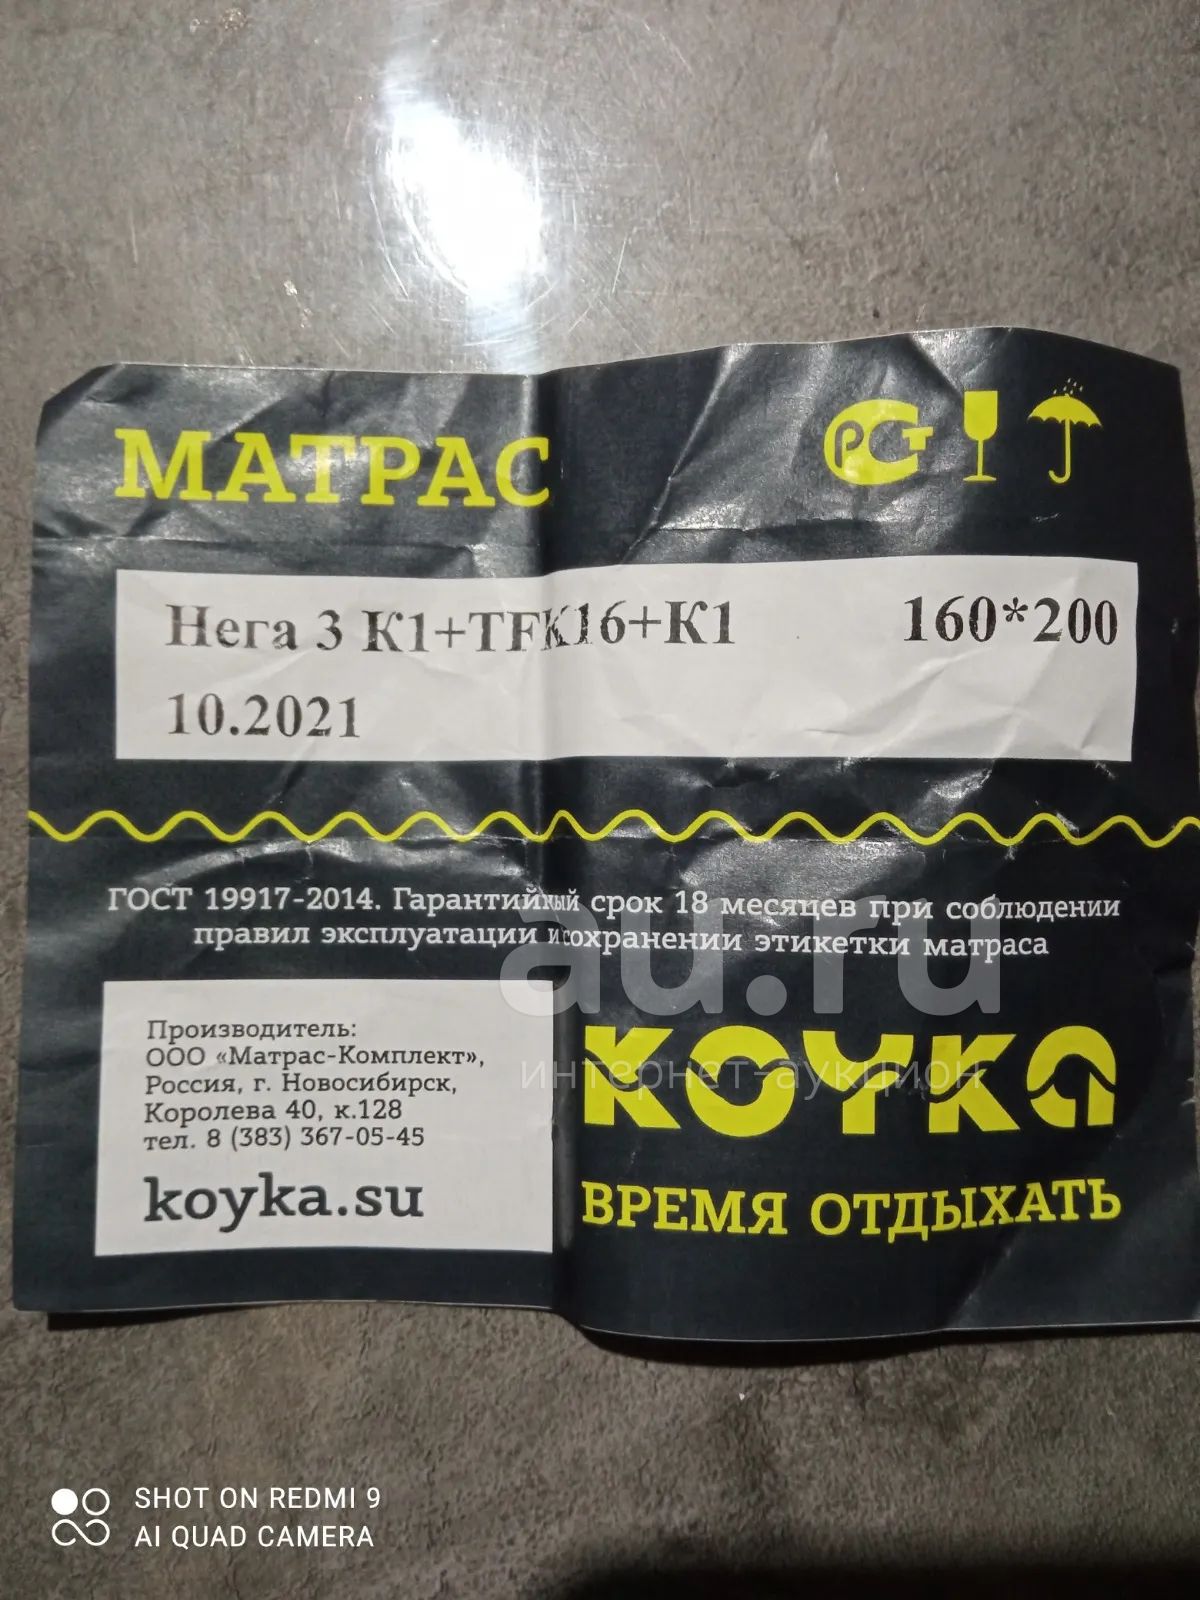 МАТРАС
РСТ
Нега 3 К1+TFK16+К1 160*200
10.2021
ГОСТ 19917-2014. Гарантийный срок 18 месяцев при соблюдении
правил эксплуатации и сохранении этикетки матраса
Производитель:
ООО «Матрас-Комплект»,
Россия, г. Новосибирск,
Королева 40, к.128
тел. 8 (383) 367-05-45
koyka.su
KOYKA
ВРЕМЯ ОТДЫХАТЬ
au.ru
интернет-аукцион
SHOT ON REDMI 9
AI QUAD CAMERA